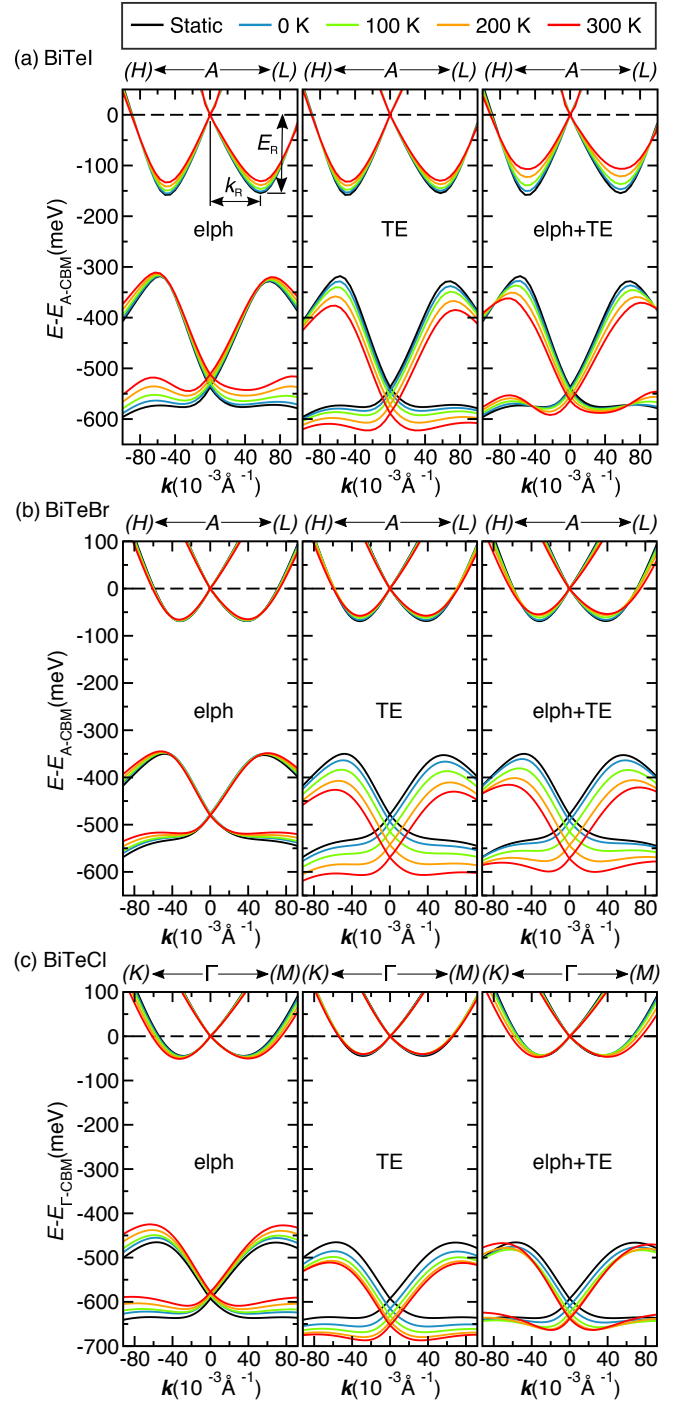 Static 0 K 100 K 200 K 300 K
(a) BiTeI
(H) A (L) (H) A (L) (H) A (L)
0
-100
-200
-300
-400
-500
-600
E-E_A-CBM(meV)
E_R
k_R
elph TE elph+TE
-80 -40 0 40 80 -80 -40 0 40 80 -80 -40 0 40 80
k(10⁻³Å⁻¹) k(10⁻³Å⁻¹) k(10⁻³Å⁻¹)
(b) BiTeBr
(H) A (L) (H) A (L) (H) A (L)
100
0
-100
-200
-300
-400
-500
-600
E-E_A-CBM(meV)
elph TE elph+TE
-80 -40 0 40 80 -80 -40 0 40 80 -80 -40 0 40 80
k(10⁻³Å⁻¹) k(10⁻³Å⁻¹) k(10⁻³Å⁻¹)
(c) BiTeCl
(K) Γ (M) (K) Γ (M) (K) Γ (M)
100
0
-100
-200
-300
-400
-500
-600
-700
E-E_Γ-CBM(meV)
elph TE elph+TE
-80 -40 0 40 80 -80 -40 0 40 80 -80 -40 0 40 80
k(10⁻³Å⁻¹) k(10⁻³Å⁻¹) k(10⁻³Å⁻¹)